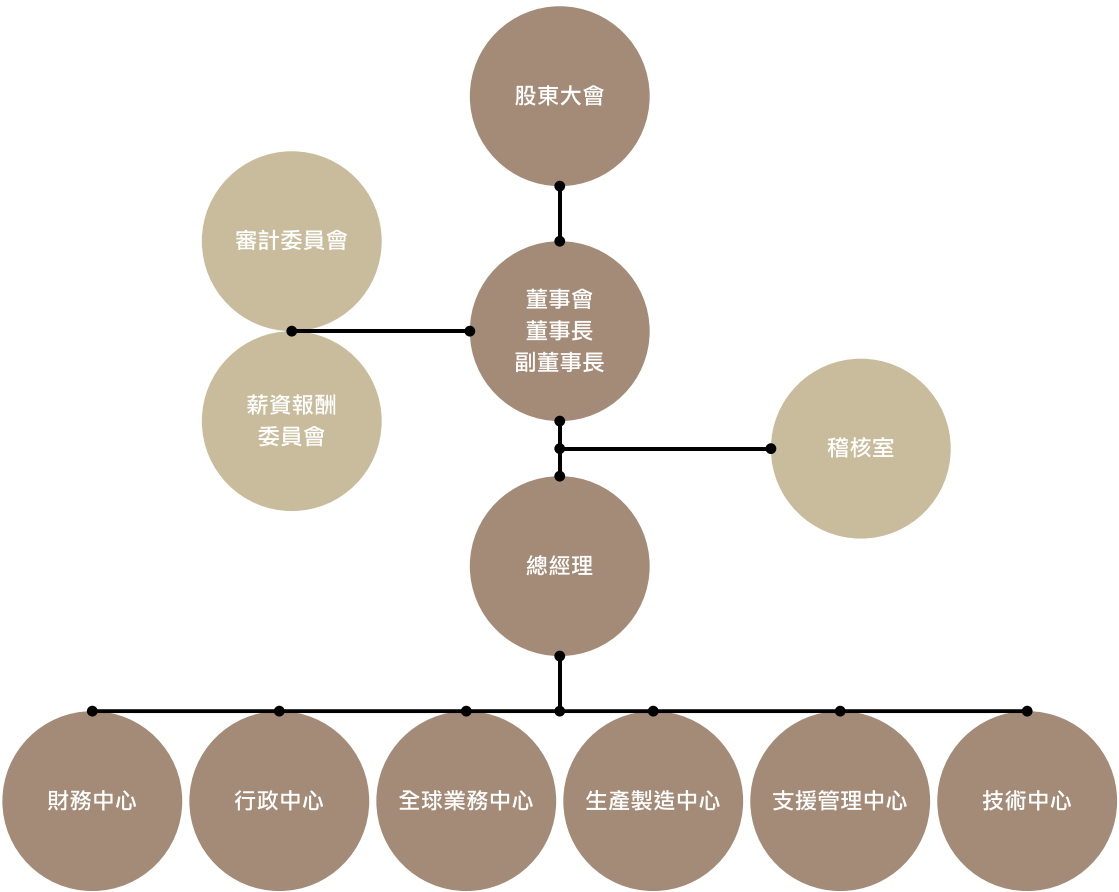 股東大會
審計委員會
董事會
董事長
副董事長
薪資報酬
委員會
稽核室
總經理
財務中心
行政中心
全球業務中心
生產製造中心
支援管理中心
技術中心